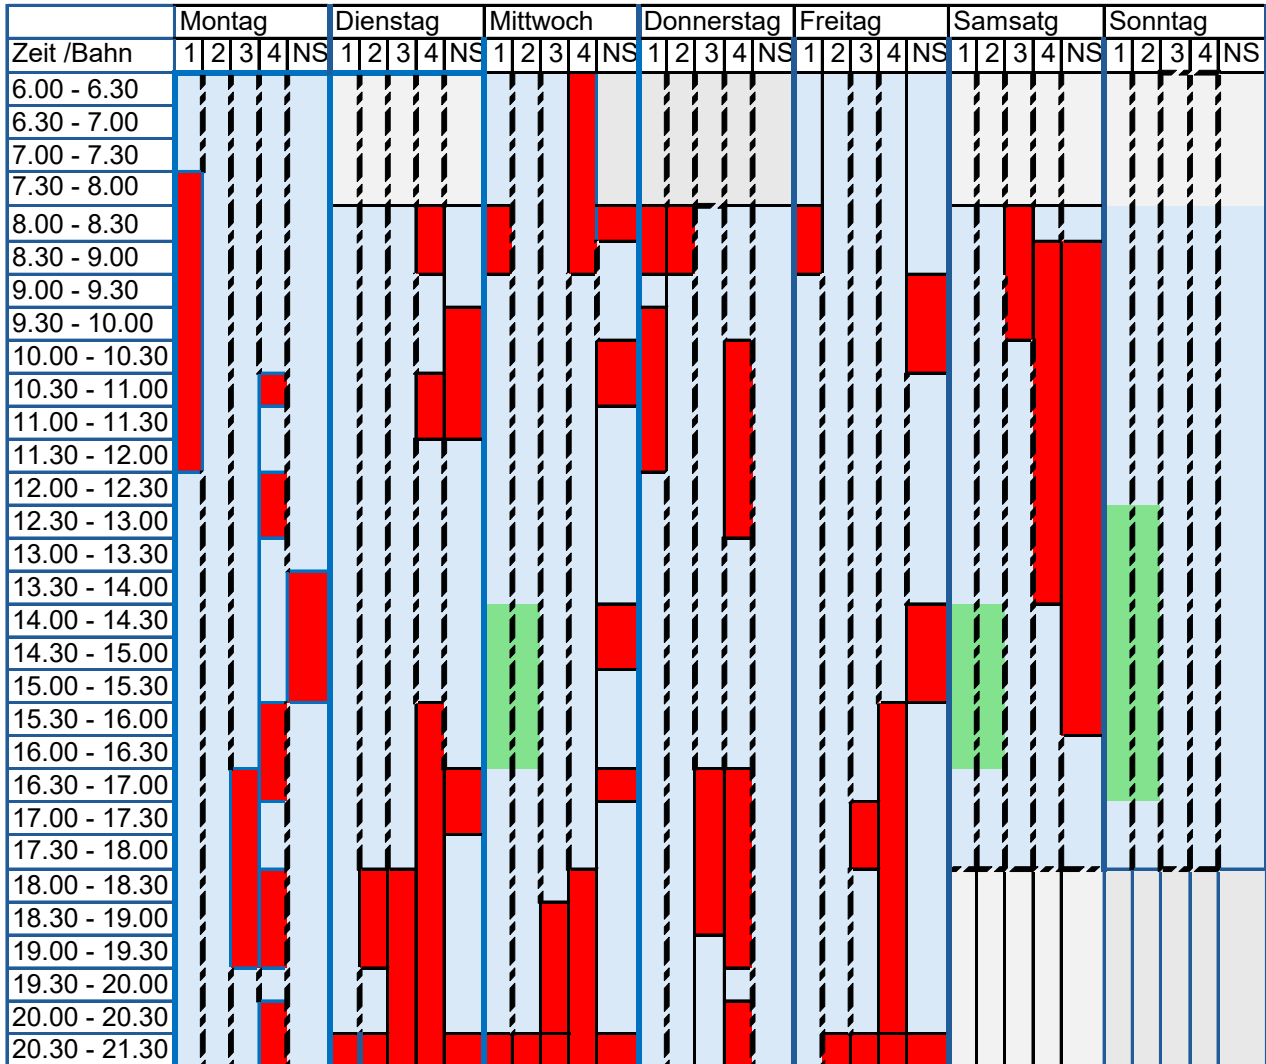 Montag Dienstag Mittwoch Donnerstag Freitag Samsatg Sonntag
Zeit /Bahn 1 2 3 4 NS 1 2 3 4 NS 1 2 3 4 NS 1 2 3 4 NS 1 2 3 4 NS 1 2 3 4 NS 1 2 3 4 NS
6.00 - 6.30
6.30 - 7.00
7.00 - 7.30
7.30 - 8.00
8.00 - 8.30
8.30 - 9.00
9.00 - 9.30
9.30 - 10.00
10.00 - 10.30
10.30 - 11.00
11.00 - 11.30
11.30 - 12.00
12.00 - 12.30
12.30 - 13.00
13.00 - 13.30
13.30 - 14.00
14.00 - 14.30
14.30 - 15.00
15.00 - 15.30
15.30 - 16.00
16.00 - 16.30
16.30 - 17.00
17.00 - 17.30
17.30 - 18.00
18.00 - 18.30
18.30 - 19.00
19.00 - 19.30
19.30 - 20.00
20.00 - 20.30
20.30 - 21.30